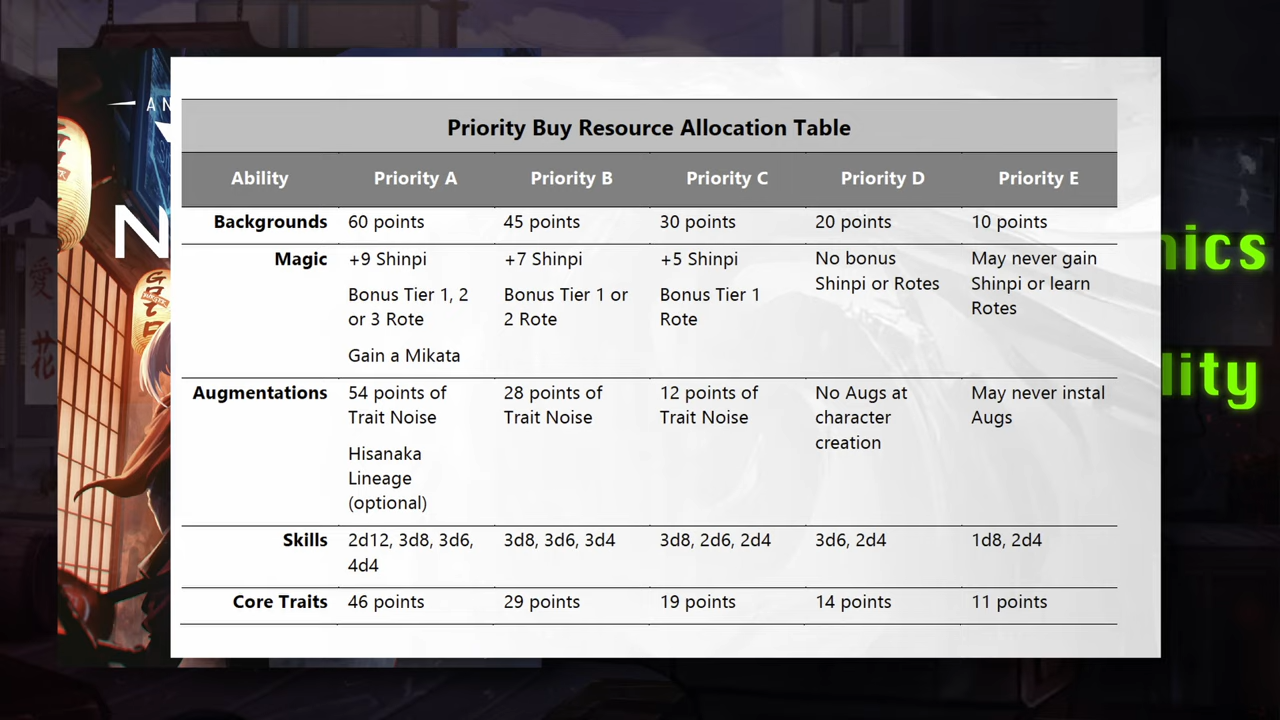 AN
N
Priority Buy Resource Allocation Table
Ability Priority A Priority B Priority C Priority D Priority E
Backgrounds 60 points 45 points 30 points 20 points 10 points
Magic +9 Shinpi +7 Shinpi +5 Shinpi No bonus May never gain
Shinpi or Rotes Shinpi or learn
Bonus Tier 1, 2 Bonus Tier 1 or Bonus Tier 1 Rotes
or 3 Rote 2 Rote Rote
Gain a Mikata
Augmentations 54 points of 28 points of 12 points of No Augs at May never instal
Trait Noise Trait Noise Trait Noise character Augs
creation
Hisanaka
Lineage
(optional)
Skills 2d12, 3d8, 3d6, 3d8, 3d6, 3d4 3d8, 2d6, 2d4 3d6, 2d4 1d8, 2d4
4d4
Core Traits 46 points 29 points 19 points 14 points 11 points
nics
lity
愛
花